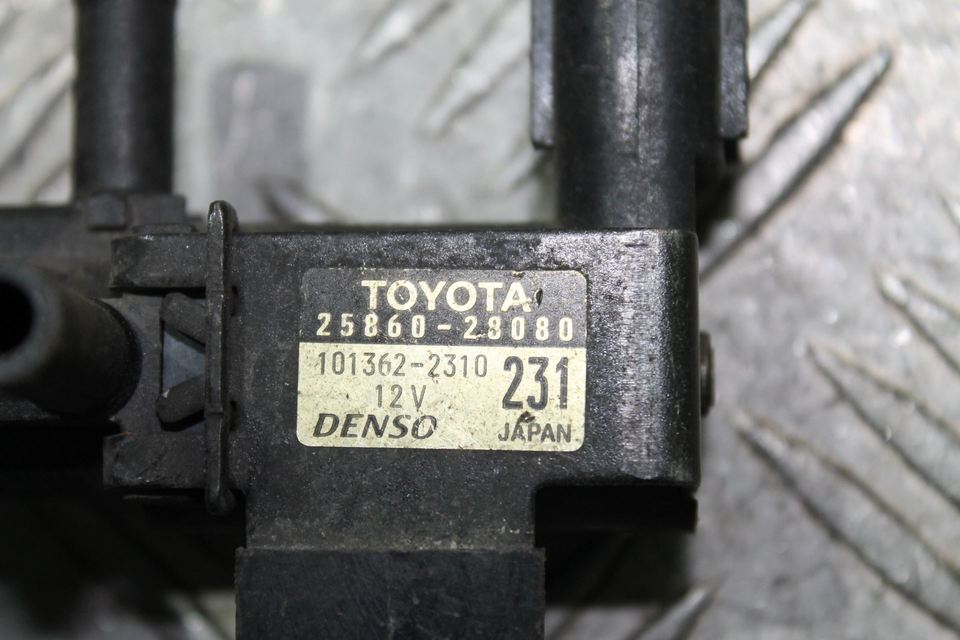 TOYOTA
25860-28080
101362-2310 231
12V
DENSO JAPAN